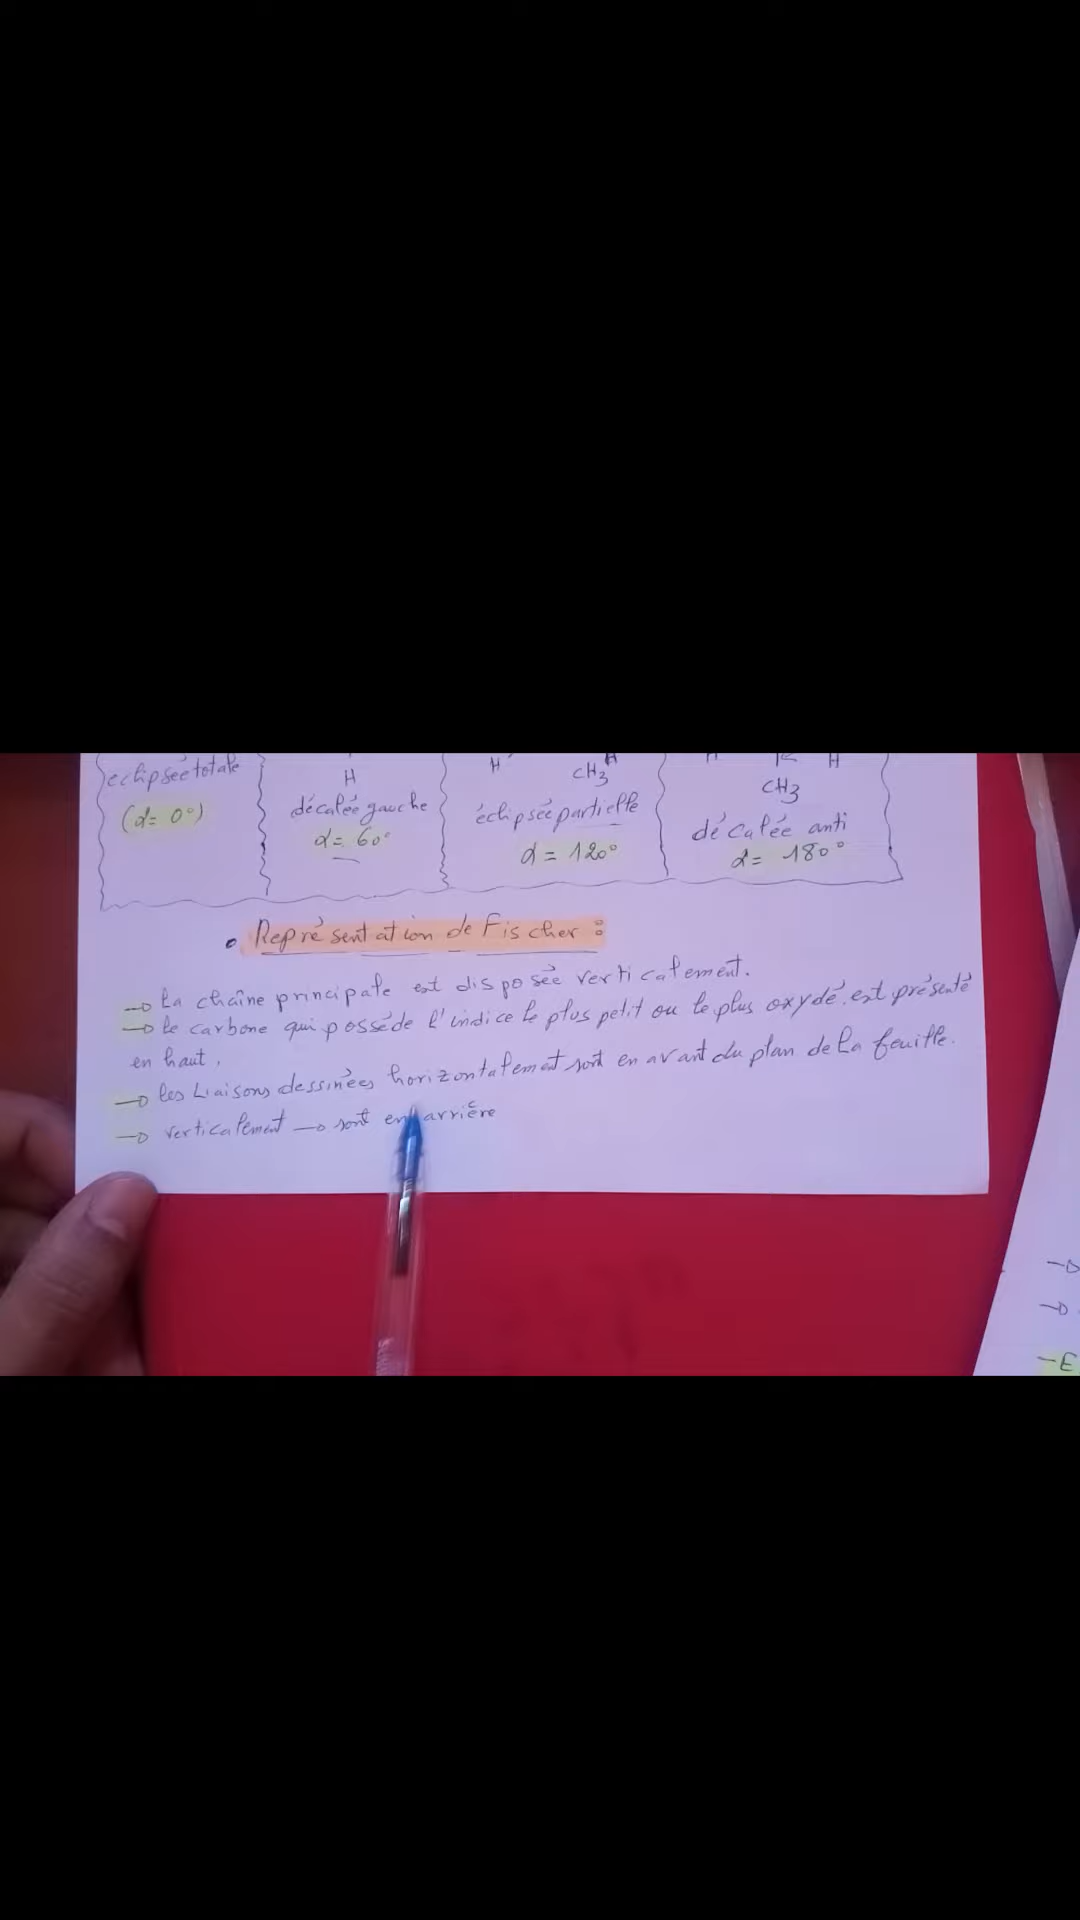 éclipsée totale
(α= 0°)
H
décalée gauche
α= 60°
H H
CH3
éclipsée partielle
α = 120°
H H
CH3
décalée anti
α= 180°
• Représentation de Fischer :
→ La chaîne principale est disposée verticalement.
→ le carbone qui posséde l'indice le plus petit ou le plus oxydé est présenté
en haut.
→ les Liaisons dessinées horizontalement sont en avant du plan de la feuille.
→ verticalement → sont en arrière
→
→
- E